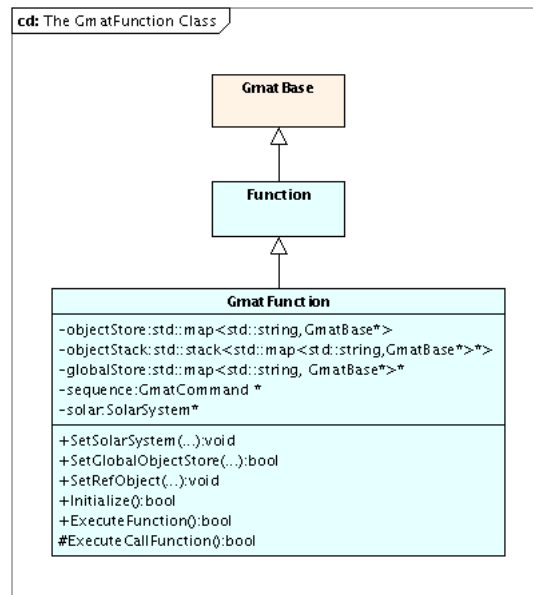 cd: The GmatFunction Class
GmatBase
Function
GmatFunction
-objectStore:std::map<std::string,GmatBase*>
-objectStack:std::stack<std::map<std::string,GmatBase*>*>
-globalStore:std::map<std::string, GmatBase*>*
-sequence:GmatCommand *
-solar:SolarSystem*
+SetSolarSystem(...):void
+SetGlobalObjectStore(...):bool
+SetRefObject(...):void
+Initialize():bool
+ExecuteFunction():bool
#ExecuteCallFunction():bool